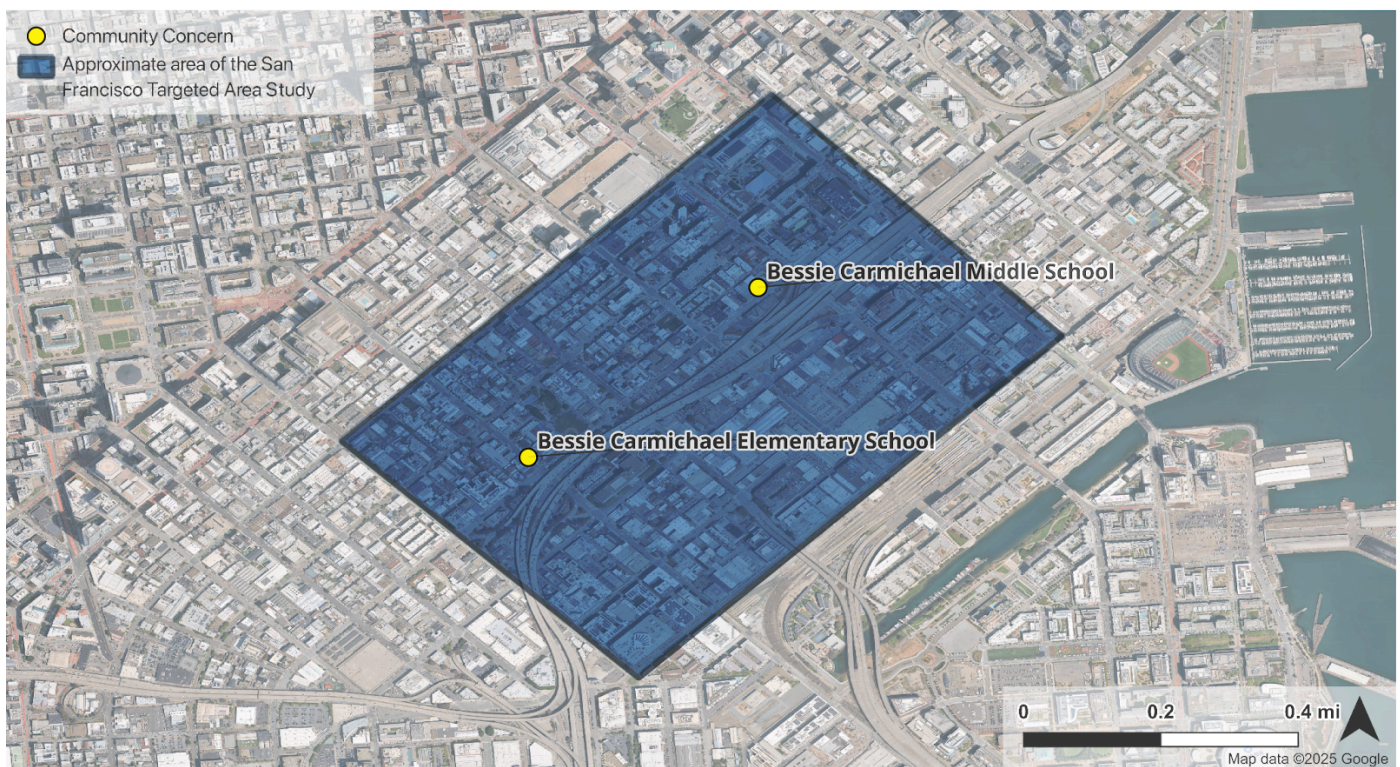 Community Concern
Approximate area of the San
Francisco Targeted Area Study
Bessie Carmichael Middle School
Bessie Carmichael Elementary School
0 0.2 0.4 mi
Map data ©2025 Google